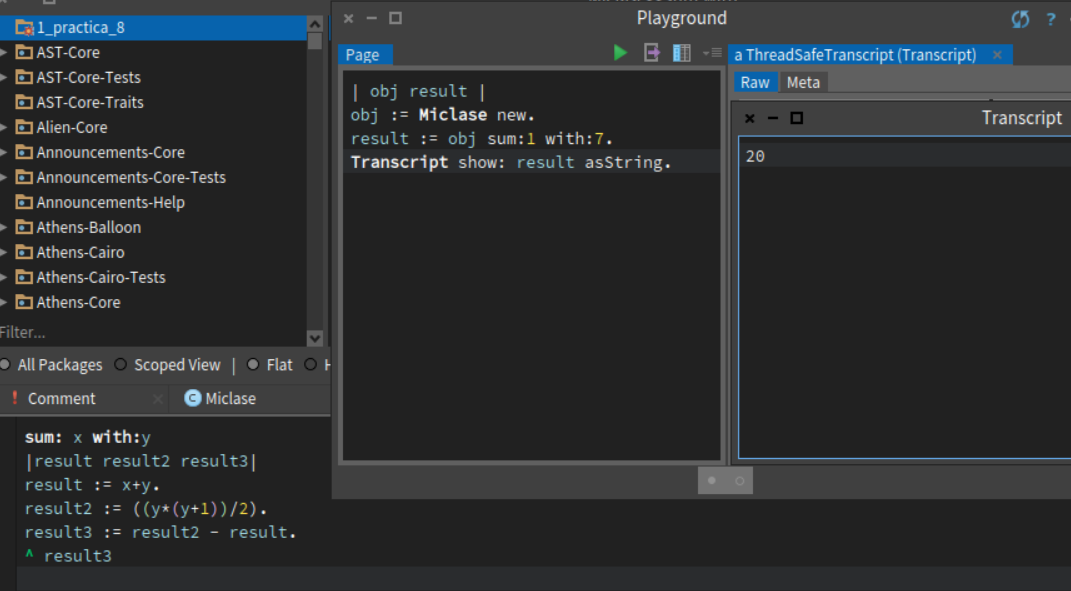 1_practica_8
AST-Core
AST-Core-Tests
AST-Core-Traits
Alien-Core
Announcements-Core
Announcements-Core-Tests
Announcements-Help
Athens-Balloon
Athens-Cairo
Athens-Cairo-Tests
Athens-Core
Filter...
All Packages Scoped View | Flat
! Comment × C Miclase
sum: x with:y
|result result2 result3|
result := x+y.
result2 := ((y*(y+1))/2).
result3 := result2 - result.
^ result3
× Playground ?
Page
| obj result |
obj := Miclase new.
result := obj sum:1 with:7.
Transcript show: result asString.
a ThreadSafeTranscript (Transcript) ×
Raw Meta
× Transcript
20